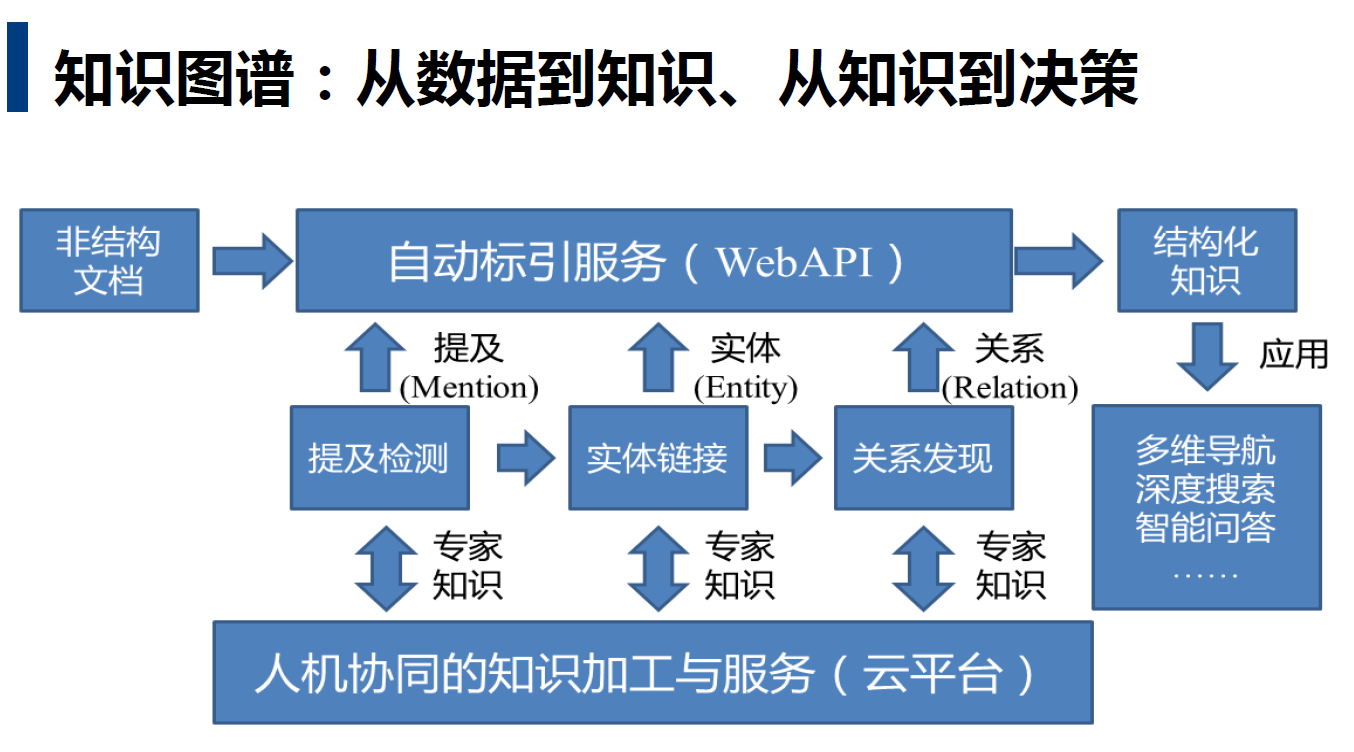 知识图谱：从数据到知识、从知识到决策
非结构
文档
自动标引服务（WebAPI）
结构化
知识
提及
(Mention)
实体
(Entity)
关系
(Relation)
应用
提及检测
实体链接
关系发现
多维导航
深度搜索
智能问答
……
专家
知识
专家
知识
专家
知识
人机协同的知识加工与服务（云平台）